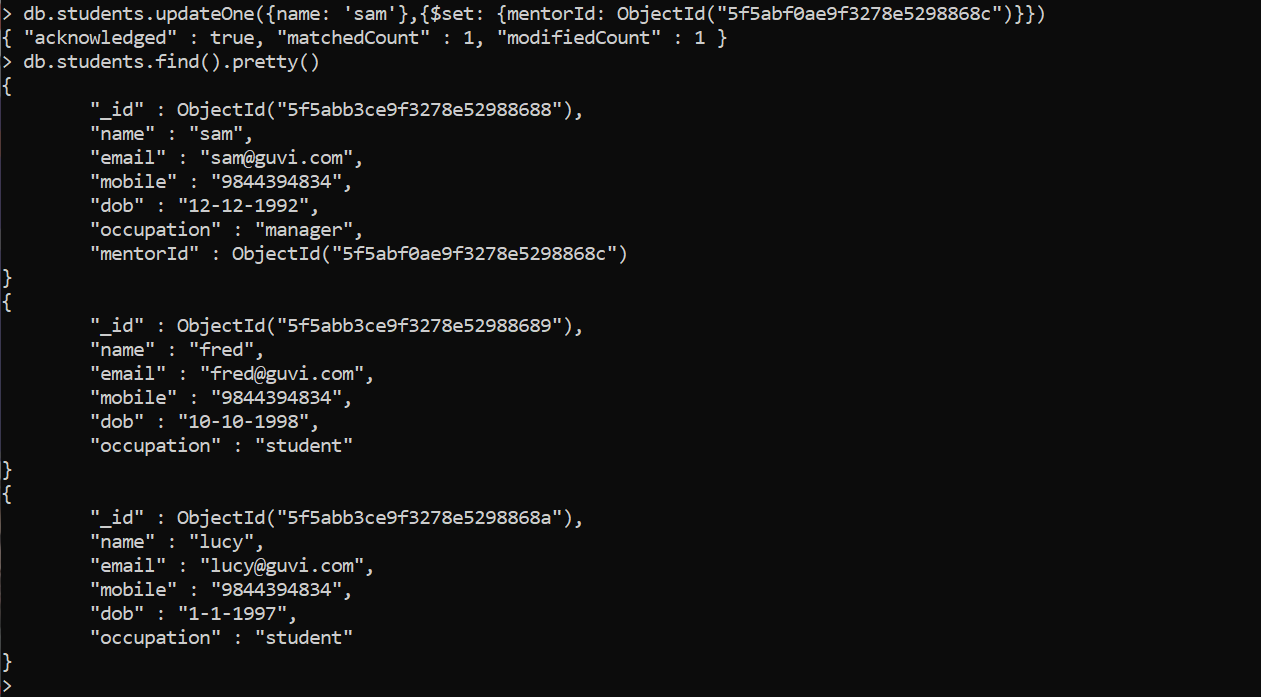 > db.students.updateOne({name: 'sam'},{$set: {mentorId: ObjectId("5f5abf0ae9f3278e5298868c")}})
{ "acknowledged" : true, "matchedCount" : 1, "modifiedCount" : 1 }
> db.students.find().pretty()
{
        "_id" : ObjectId("5f5abb3ce9f3278e52988688"),
        "name" : "sam",
        "email" : "sam@guvi.com",
        "mobile" : "9844394834",
        "dob" : "12-12-1992",
        "occupation" : "manager",
        "mentorId" : ObjectId("5f5abf0ae9f3278e5298868c")
}
{
        "_id" : ObjectId("5f5abb3ce9f3278e52988689"),
        "name" : "fred",
        "email" : "fred@guvi.com",
        "mobile" : "9844394834",
        "dob" : "10-10-1998",
        "occupation" : "student"
}
{
        "_id" : ObjectId("5f5abb3ce9f3278e5298868a"),
        "name" : "lucy",
        "email" : "lucy@guvi.com",
        "mobile" : "9844394834",
        "dob" : "1-1-1997",
        "occupation" : "student"
}
>